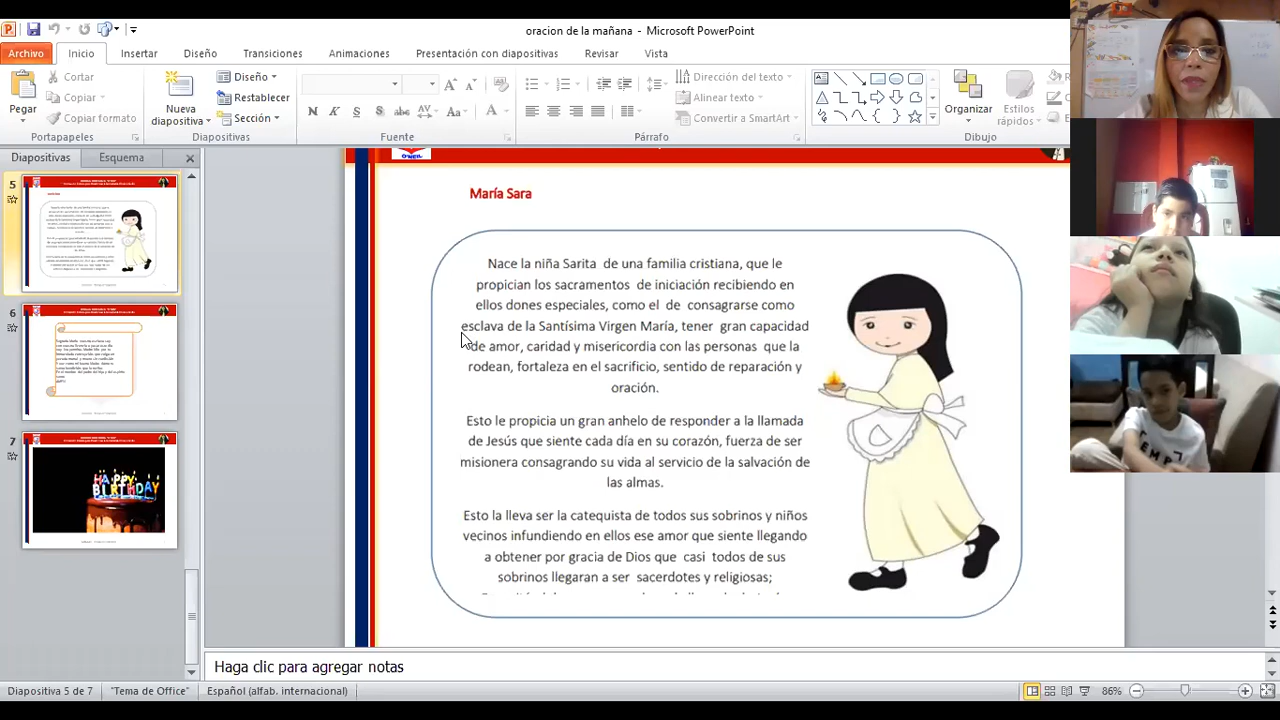 oracion de la mañana - Microsoft PowerPoint
Archivo Inicio Insertar Diseño Transiciones Animaciones Presentación con diapositivas Revisar Vista
Pegar
Cortar
Copiar
Copiar formato
Portapapeles
Nueva diapositiva
Diseño
Restablecer
Sección
Diapositivas
Fuente
Dirección del texto
Alinear texto
Convertir a SmartArt
Párrafo
Organizar
Estilos rápidos
Dibujo
Diapositivas Esquema
5
6
7
HAPPY
BIRTHDAY
O'NEIL
María Sara
Nace la niña Sarita de una familia cristiana, que le
propician los sacramentos de iniciación recibiendo en
ellos dones especiales, como el de consagrarse como
esclava de la Santísima Virgen María, tener gran capacidad
de amor, caridad y misericordia con las personas que la
rodean, fortaleza en el sacrificio, sentido de reparación y
oración.
Esto le propicia un gran anhelo de responder a la llamada
de Jesús que siente cada día en su corazón, fuerza de ser
misionera consagrando su vida al servicio de la salvación de
las almas.
Esto la lleva ser la catequista de todos sus sobrinos y niños
vecinos infundiendo en ellos ese amor que siente llegando
a obtener por gracia de Dios que casi todos de sus
sobrinos llegaran a ser sacerdotes y religiosas;
Haga clic para agregar notas
Diapositiva 5 de 7 "Tema de Office" Español (alfab. internacional) 86%